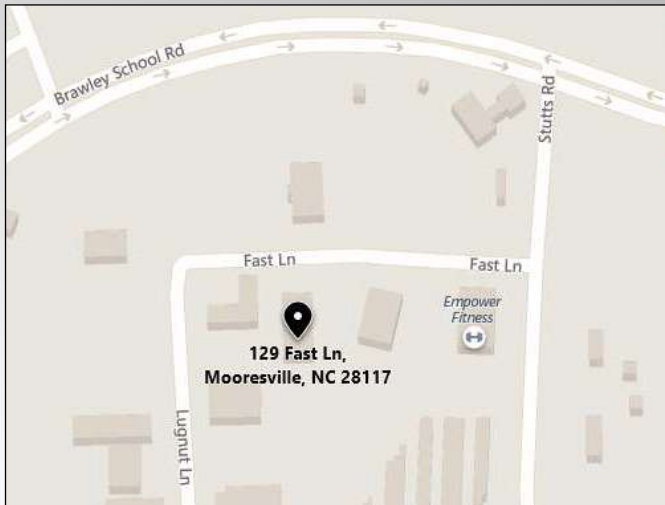 Brawley School Rd
Stutts Rd
Fast Ln
Fast Ln
Empower
Fitness
129 Fast Ln,
Mooresville, NC 28117
Lugnut Ln